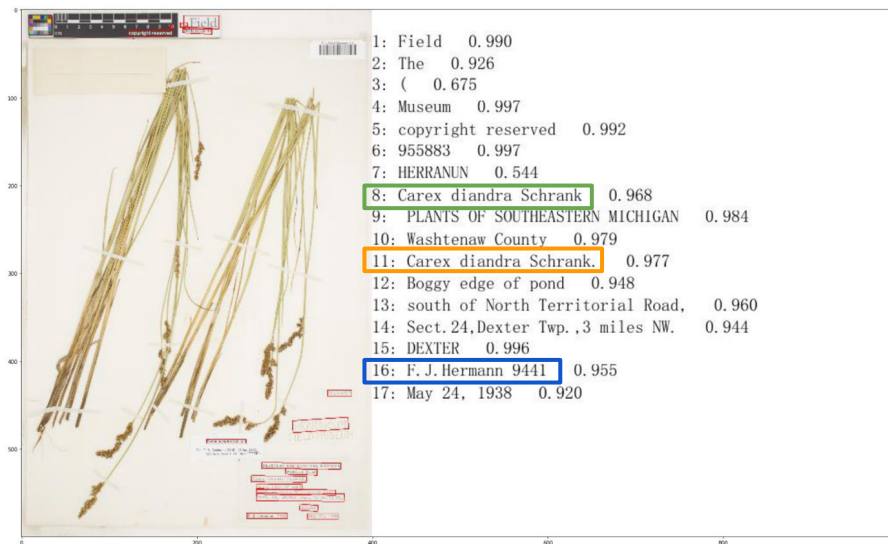 copyright reserved
Field
1: Field 0.990
2: The 0.926
3: ( 0.675
4: Museum 0.997
5: copyright reserved 0.992
6: 955883 0.997
7: HERRANUN 0.544
8: Carex diandra Schrank 0.968
9: PLANTS OF SOUTHEASTERN MICHIGAN 0.984
10: Washtenaw County 0.979
11: Carex diandra Schrank. 0.977
12: Boggy edge of pond 0.948
13: south of North Territorial Road, 0.960
14: Sect.24,Dexter Twp.,3 miles NW. 0.944
15: DEXTER 0.996
16: F.J.Hermann 9441 0.955
17: May 24, 1938 0.920
0
100
200
300
400
500
0
200
400
600
800